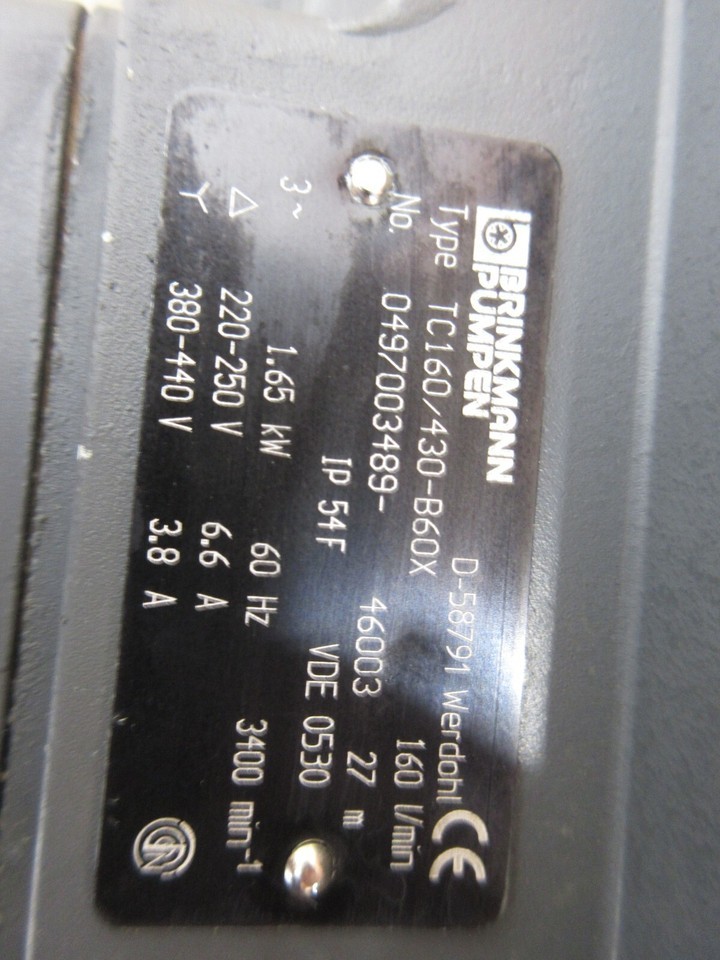 BRINKMANN
PUMPEN
D-58791 Werdohl CE
Type TC160/430-B60X 160 l/min
No. 0497003489- 46003 27 m
IP 54F VDE 0530
3~ 1.65 kW 60 Hz 3400 min-1
△ 220-250 V 6.6 A
Y 380-440 V 3.8 A